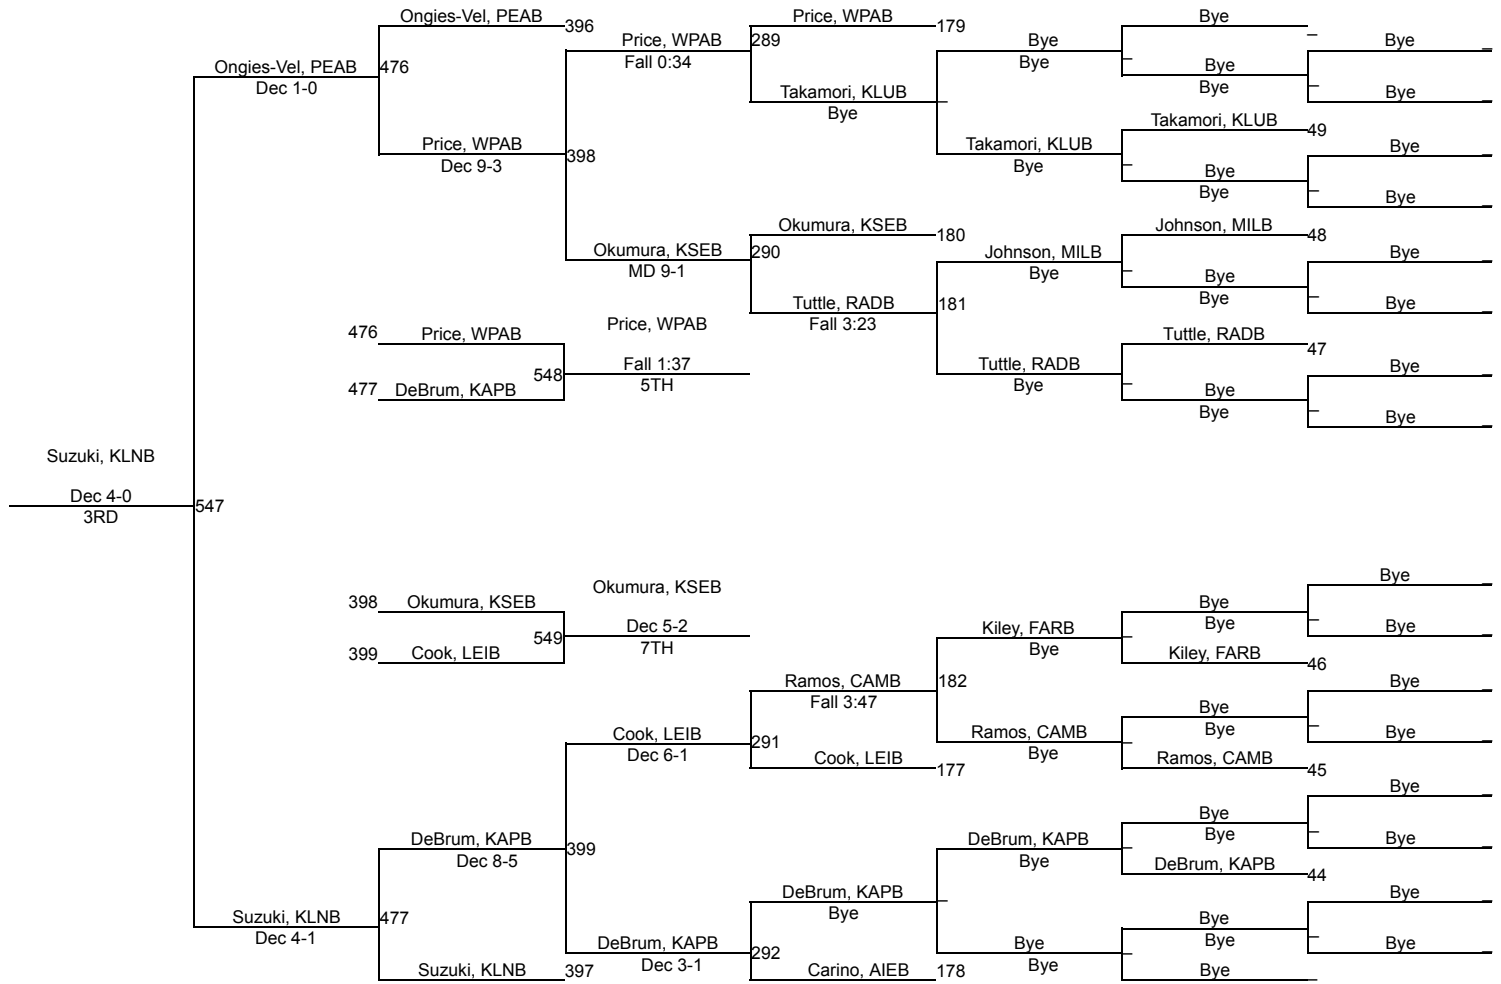 Ongies-Vel, PEAB
396
Price, WPAB
179
Bye
Price, WPAB
289
Bye
Bye
Fall 0:34
Bye
Ongies-Vel, PEAB
476
Bye
Dec 1-0
Bye
Takamori, KLUB
Bye
Bye
Takamori, KLUB
49
Price, WPAB
398
Takamori, KLUB
Bye
Dec 9-3
Bye
Bye
Bye
Bye
Okumura, KSEB
180
Johnson, MILB
48
Okumura, KSEB
290
Johnson, MILB
Bye
MD 9-1
Bye
Bye
Bye
Tuttle, RADB
181
Bye
Fall 3:23
476
Price, WPAB
Price, WPAB
Tuttle, RADB
47
Fall 1:37
Tuttle, RADB
Bye
548
5TH
Bye
477
DeBrum, KAPB
Bye
Bye
Bye
Suzuki, KLNB
Dec 4-0
547
3RD
Okumura, KSEB
Bye
398
Okumura, KSEB
Bye
Bye
Dec 5-2
Kiley, FARB
Bye
549
7TH
Bye
399
Cook, LEIB
Kiley, FARB
46
Ramos, CAMB
182
Bye
Fall 3:47
Bye
Cook, LEIB
291
Ramos, CAMB
Bye
Bye
Dec 6-1
Bye
Cook, LEIB
177
Ramos, CAMB
45
Bye
DeBrum, KAPB
399
DeBrum, KAPB
Bye
Bye
Bye
Dec 8-5
Bye
DeBrum, KAPB
44
DeBrum, KAPB
Bye
Bye
Suzuki, KLNB
477
Bye
Dec 4-1
Bye
DeBrum, KAPB
292
Bye
Bye
Dec 3-1
Bye
Suzuki, KLNB
397
Carino, AIEB
178
Bye